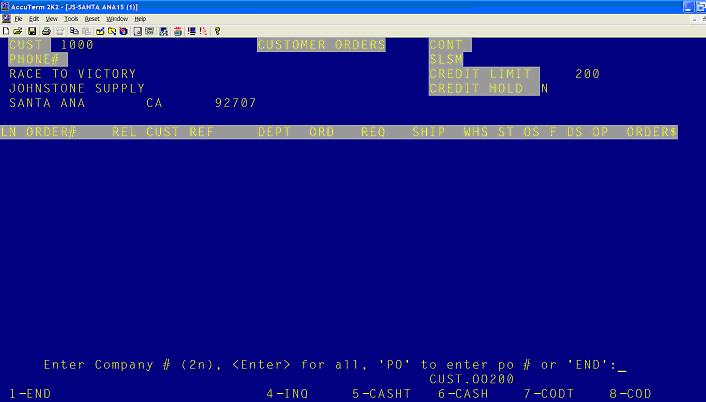 AccuTerm 2K2 - [JS-SANTA ANA15 (1)]
File Edit View Tools Reset Window Help
CUST 1000 CUSTOMER ORDERS CONT
PHONE# SLSM
RACE TO VICTORY CREDIT LIMIT 200
JOHNSTONE SUPPLY CREDIT HOLD N
SANTA ANA CA 92707
LN ORDER# REL CUST REF DEPT ORD REQ SHIP WHS ST OS F DS OP ORDER$
Enter Company # (2n), <Enter> for all, 'PO' to enter po # or 'END':_
CUST.OO200
1-END 4-INQ 5-CASHT 6-CASH 7-CODT 8-COD